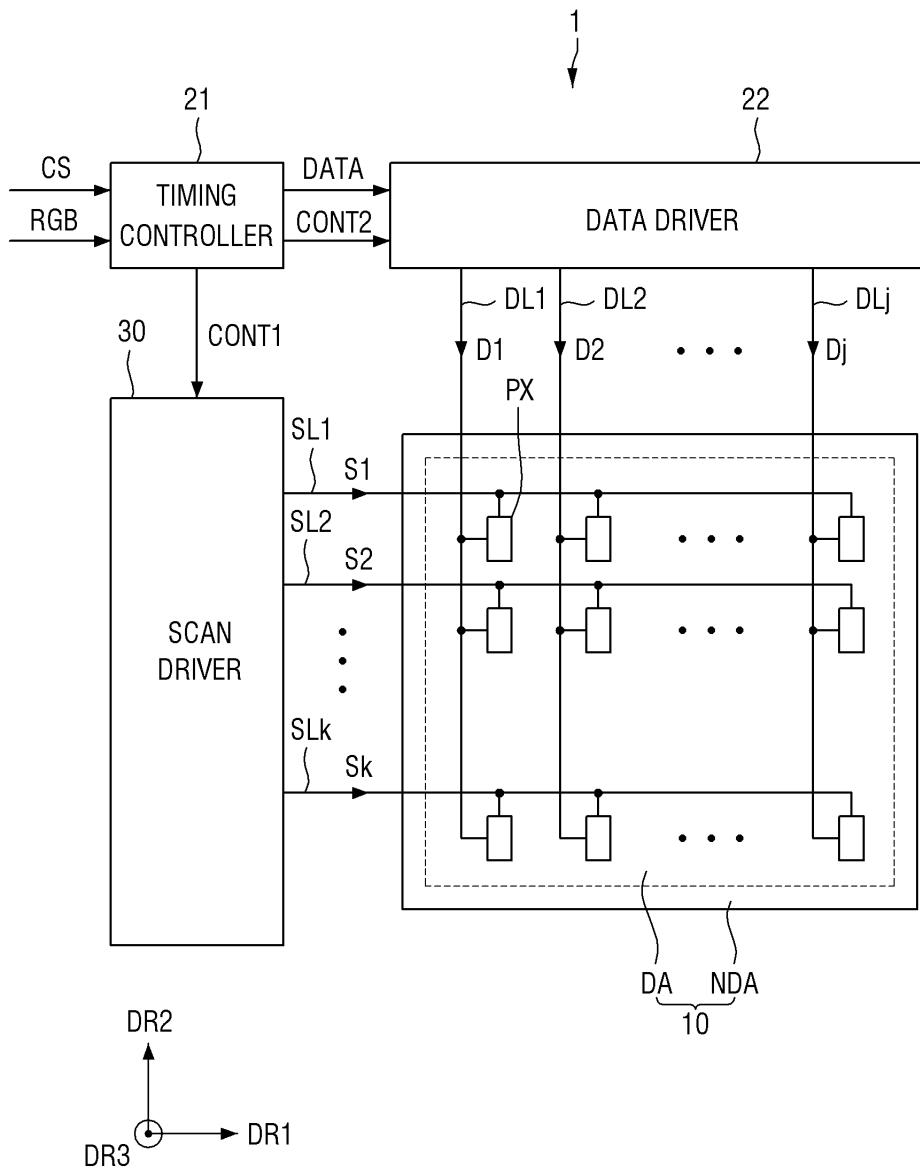 1
21
22
CS
RGB
TIMING
CONTROLLER
DATA
CONT2
DATA DRIVER
CONT1
DL1
DL2
DLj
D1
D2
• • •
Dj
30
PX
SL1
S1
SL2
S2
SCAN
DRIVER
SLk
Sk
DA
NDA
10
DR2
DR1
DR3